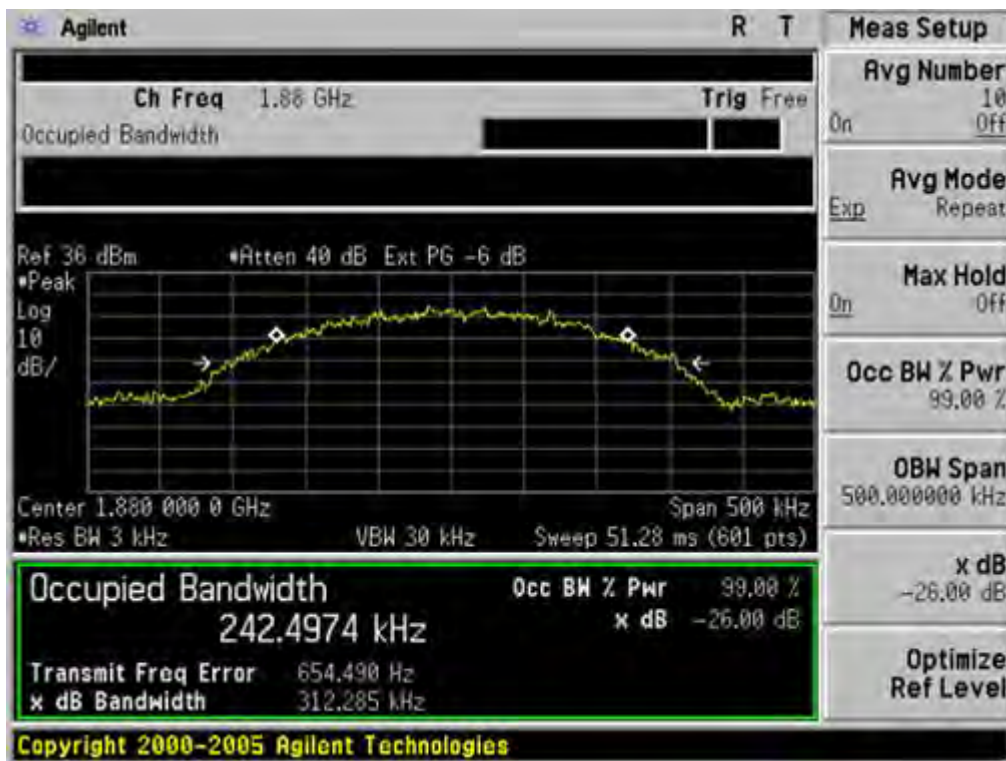 Agilent R T
Ch Freq 1.88 GHz Trig Free
Occupied Bandwidth
Ref 36 dBm •Atten 40 dB Ext PG -6 dB
•Peak
Log
10
dB/
Center 1.880 000 0 GHz Span 500 kHz
•Res BW 3 kHz VBW 30 kHz Sweep 51.28 ms (601 pts)
Occupied Bandwidth
242.4974 kHz
Occ BW % Pwr 99.00 %
x dB -26.00 dB
Transmit Freq Error 654.490 Hz
x dB Bandwidth 312.285 kHz
Copyright 2000-2005 Agilent Technologies
Meas Setup
Avg Number
10
On Off
Avg Mode
Exp Repeat
Max Hold
On Off
Occ BW % Pwr
99.00 %
OBW Span
500.000000 kHz
x dB
-26.00 dB
Optimize
Ref Level